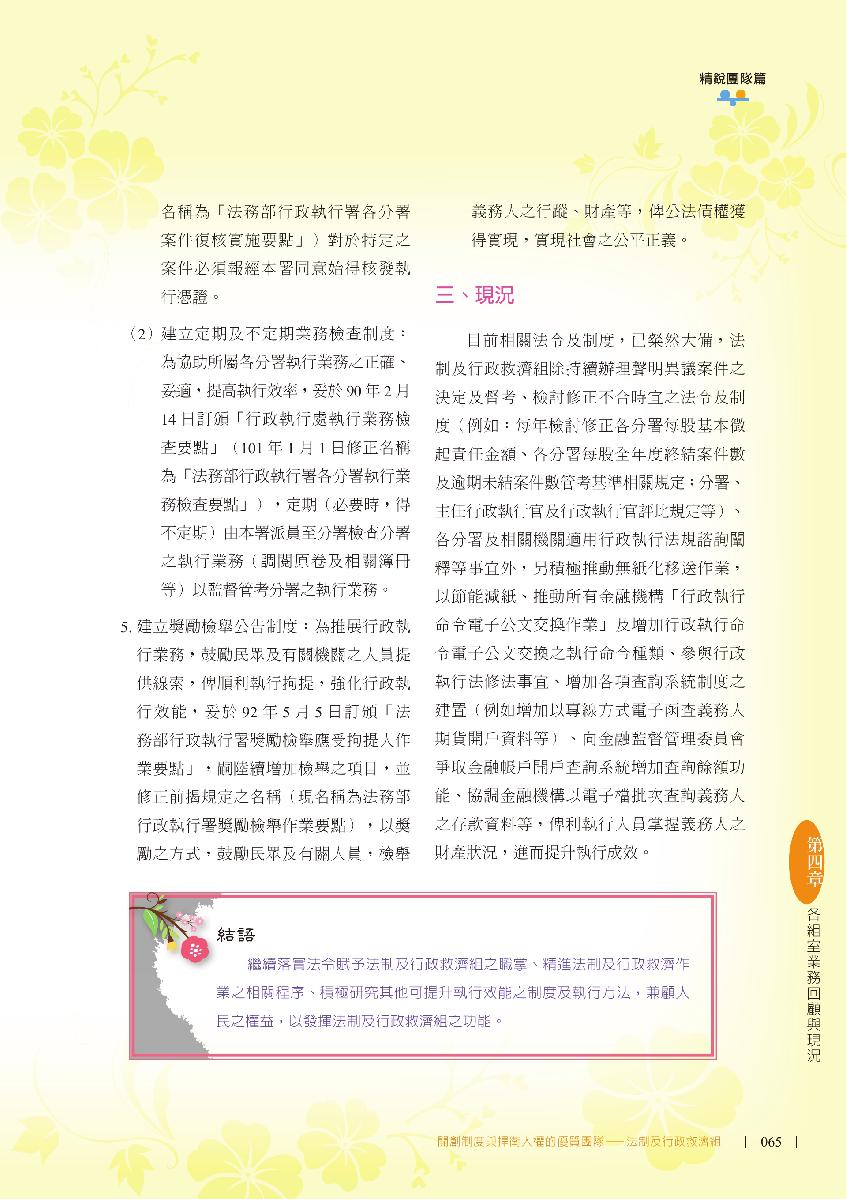 精銳團隊篇
名稱為「法務部行政執行署各分署
案件復核實施要點」）對於特定之
案件必須報經本署同意始得核發執
行憑證。
（2）建立定期及不定期業務檢查制度：
為協助所屬各分署執行業務之正確、
妥適，提高執行效率，爰於 90 年 2 月
14 日訂頒「行政執行處執行業務檢
查要點」（101 年 1 月 1 日修正名稱
為「法務部行政執行署各分署執行業
務檢查要點」），定期（必要時，得
不定期）由本署派員至分署檢查分署
之執行業務（調閱原卷及相關簿冊
等）以監督管考分署之執行業務。
5. 建立獎勵檢舉公告制度：為推展行政執
行業務，鼓勵民眾及有關機關之人員提
供線索，俾順利執行拘提，強化行政執
行效能，爰於 92 年 5 月 5 日訂頒「法
務部行政執行署獎勵檢舉應受拘提人作
業要點」，嗣陸續增加檢舉之項目，並
修正前揭規定之名稱（現名稱為法務部
行政執行署獎勵檢舉作業要點），以獎
勵之方式，鼓勵民眾及有關人員，檢舉
義務人之行蹤、財產等，俾公法債權獲
得實現，實現社會之公平正義。
三、現況
目前相關法令及制度，已燦然大備，法
制及行政救濟組除持續辦理聲明異議案件之
決定及督考、檢討修正不合時宜之法令及制
度（例如：每年檢討修正各分署每股基本徵
起責任金額、各分署每股全年度終結案件數
及逾期未結案件數管考基準相關規定；分署、
主任行政執行官及行政執行官評比規定等）、
各分署及相關機關適用行政執行法規諮詢闡
釋等事宜外，另積極推動無紙化移送作業，
以節能減紙、推動所有金融機構「行政執行
命令電子公文交換作業」及增加行政執行命
令電子公文交換之執行命令種類、參與行政
執行法修法事宜、增加各項查詢系統制度之
建置（例如增加以專線方式電子函查義務人
期貨開戶資料等）、向金融監督管理委員會
爭取金融帳戶開戶查詢系統增加查詢餘額功
能、協調金融機構以電子檔批次查詢義務人
之存款資料等，俾利執行人員掌握義務人之
財產狀況，進而提升執行成效。
結語
繼續落實法令賦予法制及行政救濟組之職掌、精進法制及行政救濟作
業之相關程序、積極研究其他可提升執行效能之制度及執行方法，兼顧人
民之權益，以發揮法制及行政救濟組之功能。
第四章
各組室業務回顧與現況
開創制度與捍衛人權的優質團隊——法制及行政救濟組 | 065 |